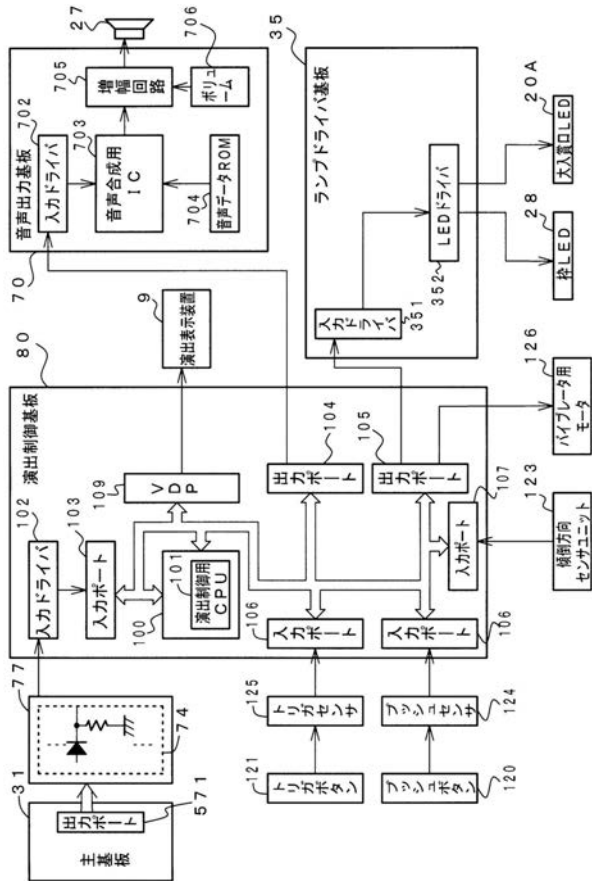 31
主基板
出力ポート
571
77
74
80
演出制御基板
102
入力ドライバ
103
入力ポート
109
VDP
100
101
演出制御用
CPU
9
演出表示装置
104
出力ポート
105
出力ポート
106
入力ポート
106
入力ポート
107
入力ポート
121
トリガボタン
125
トリガセンサ
120
プッシュボタン
124
プッシュセンサ
123
傾倒方向
センサユニット
126
バイブレータ用
モータ
70
音声出力基板
702
入力ドライバ
703
音声合成用
IC
704
音声データROM
705
増幅
回路
706
ボリュ
ーム
27
35
ランプドライバ基板
351
入力ドライバ
352
LEDドライバ
28
枠LED
20A
大入賞口LED